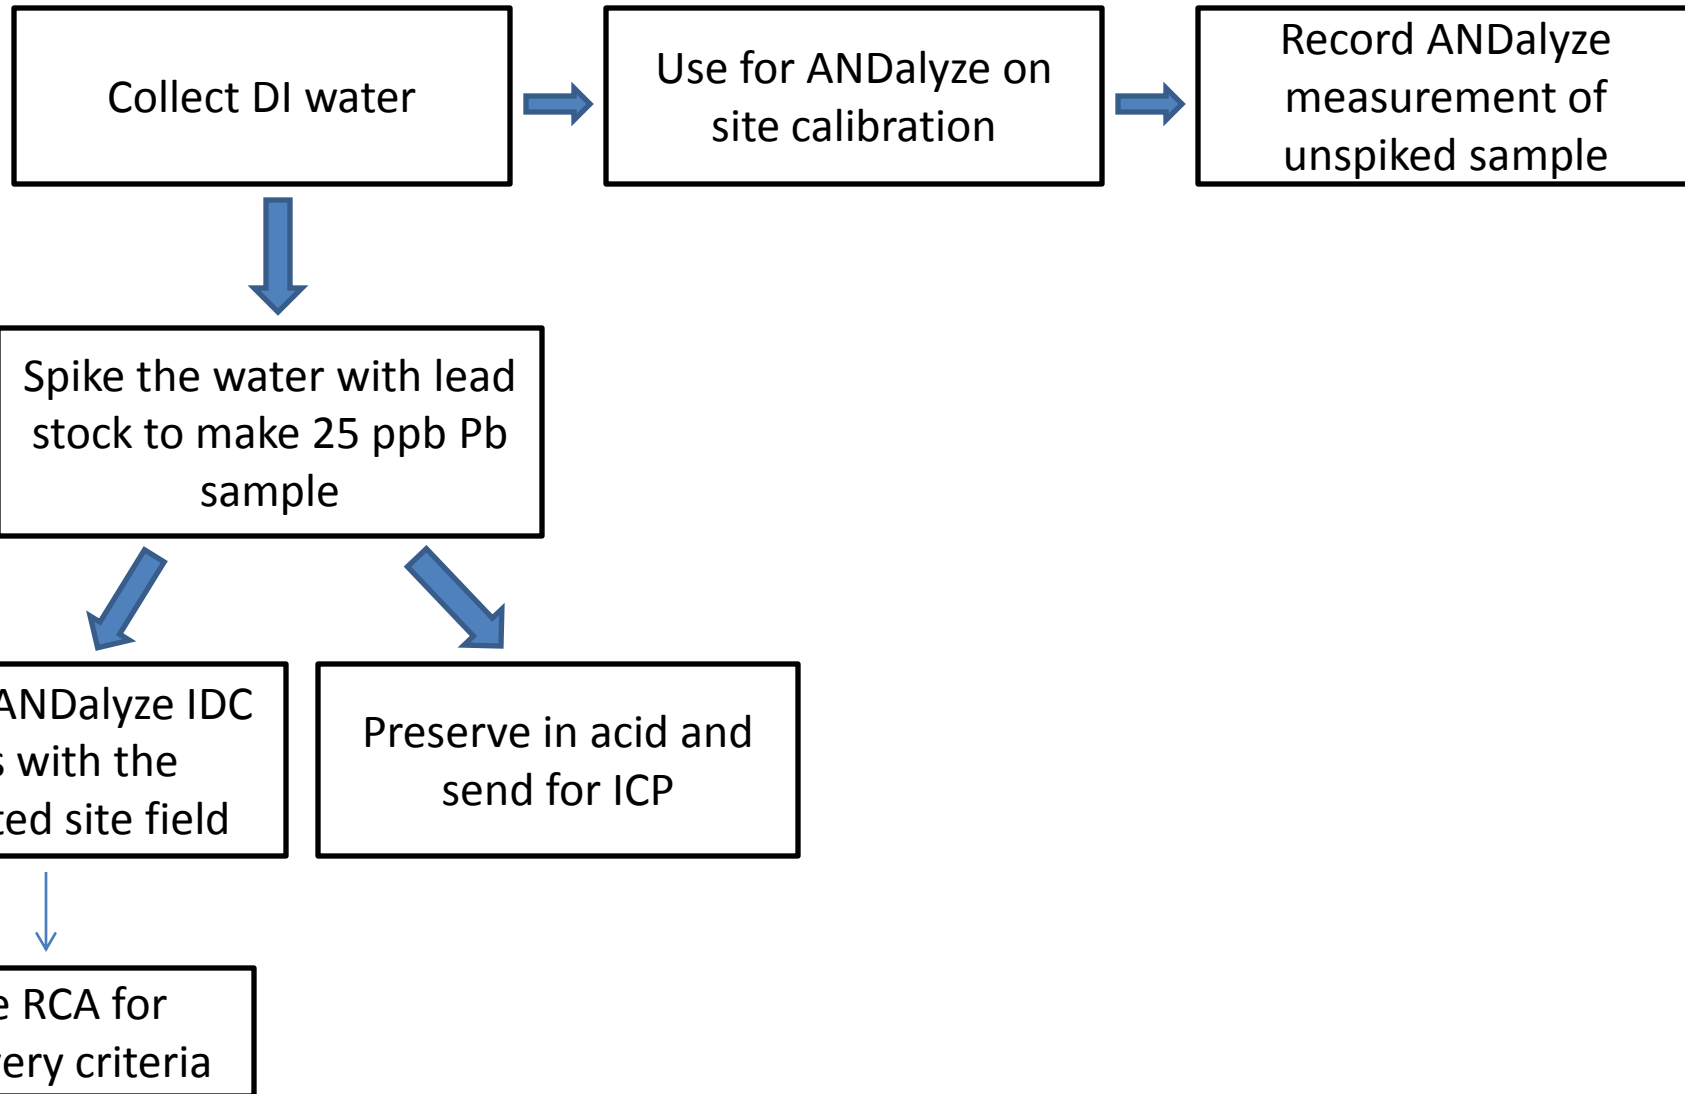 Collect DI water
Use for ANDalyze on
site calibration
Record ANDalyze
measurement of
unspiked sample
Spike the water with lead
stock to make 25 ppb Pb
sample
ANDalyze IDC
with the
site field
Preserve in acid and
send for ICP
RCA for
criteria